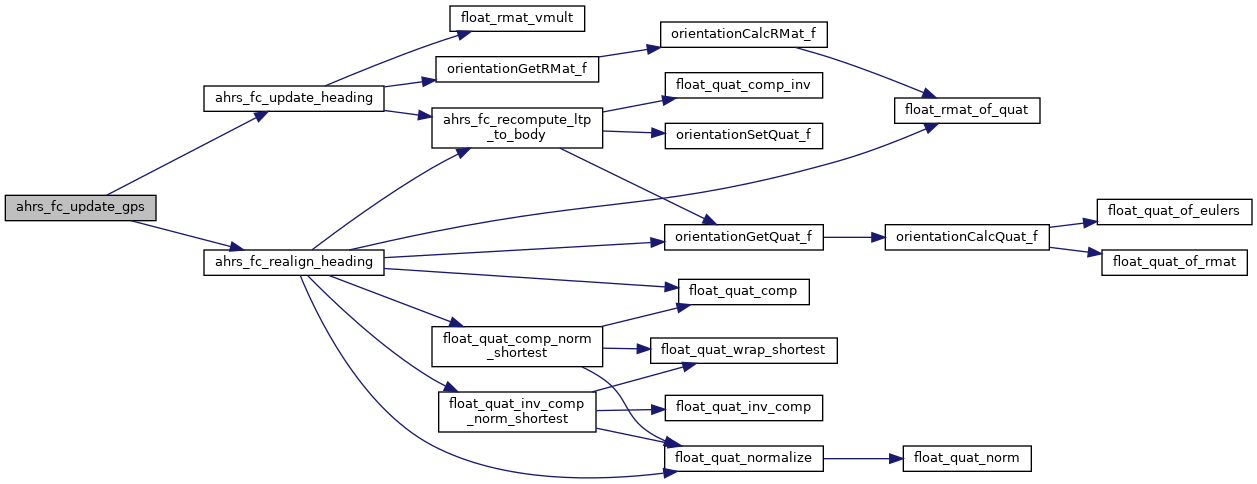 ahrs_fc_update_gps
ahrs_fc_update_heading
ahrs_fc_realign_heading
float_rmat_vmult
orientationGetRMat_f
ahrs_fc_recompute_ltp
_to_body
float_quat_comp_norm
_shortest
float_quat_inv_comp
_norm_shortest
orientationCalcRMat_f
float_quat_comp_inv
orientationSetQuat_f
orientationGetQuat_f
float_quat_comp
float_quat_wrap_shortest
float_quat_inv_comp
float_quat_normalize
float_rmat_of_quat
orientationCalcQuat_f
float_quat_norm
float_quat_of_eulers
float_quat_of_rmat